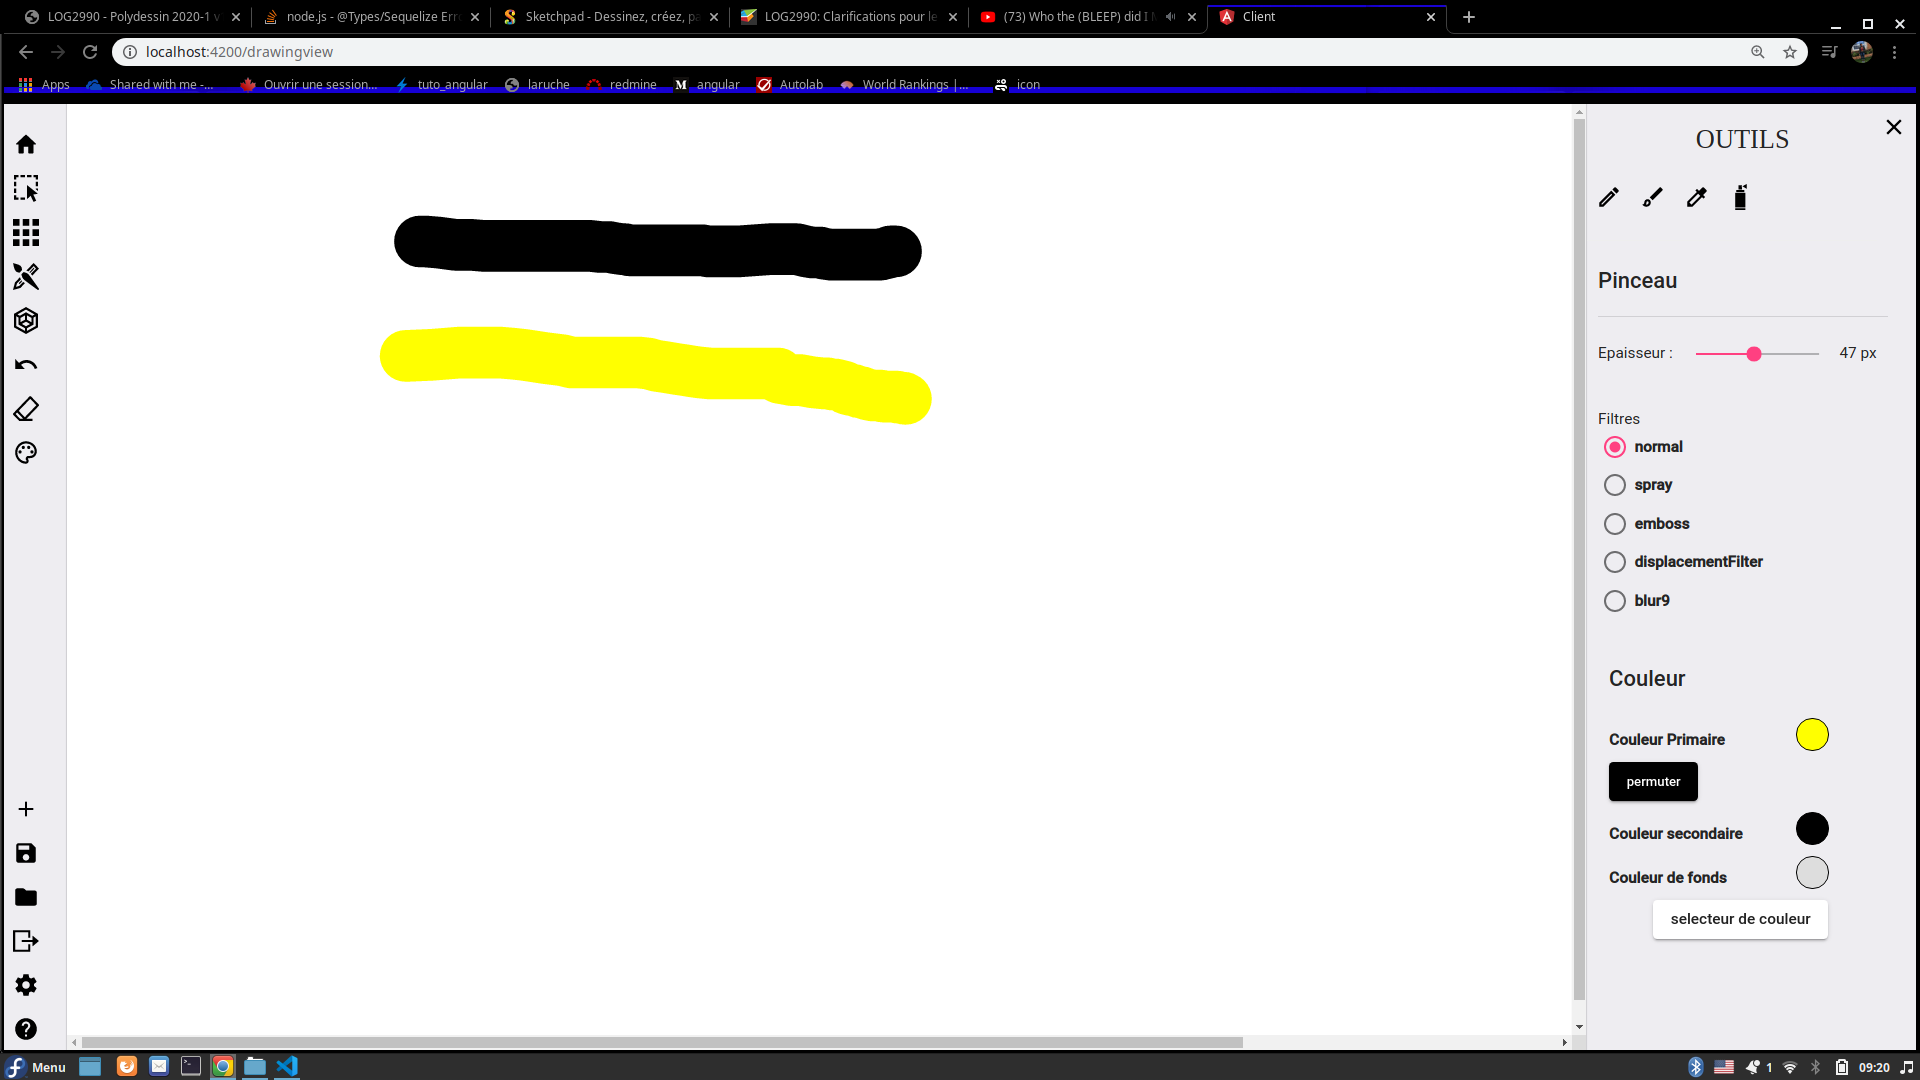 LOG2990 - Polydessin 2020-1 v
node.js - @Types/Sequelize Err
Sketchpad - Dessinez, créez, pa
LOG2990: Clarifications pour le
(73) Who the (BLEEP) did I M
Client
localhost:4200/drawingview
Apps
Shared with me -...
Ouvrir une session...
tuto_angular
laruche
redmine
angular
Autolab
World Rankings |...
icon
OUTILS
Pinceau
Epaisseur :
47 px
Filtres
normal
spray
emboss
displacementFilter
blur9
Couleur
Couleur Primaire
permuter
Couleur secondaire
Couleur de fonds
selecteur de couleur
Menu
1
09:20